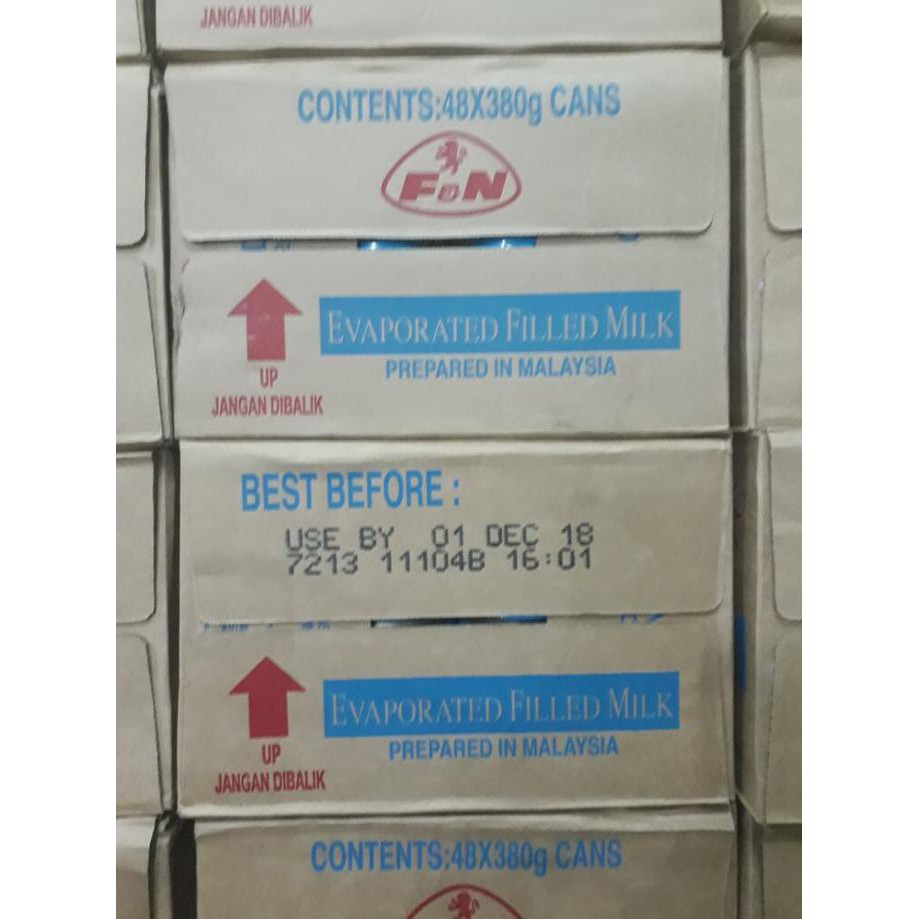 JANGAN DIBALIK
CONTENTS:48X380g CANS
F&N
EVAPORATED FILLED MILK
PREPARED IN MALAYSIA
UP
JANGAN DIBALIK
BEST BEFORE :
USE BY 01 DEC 18
7213 11104B 16:01
EVAPORATED FILLED MILK
PREPARED IN MALAYSIA
UP
JANGAN DIBALIK
CONTENTS:48X380g CANS
F&N